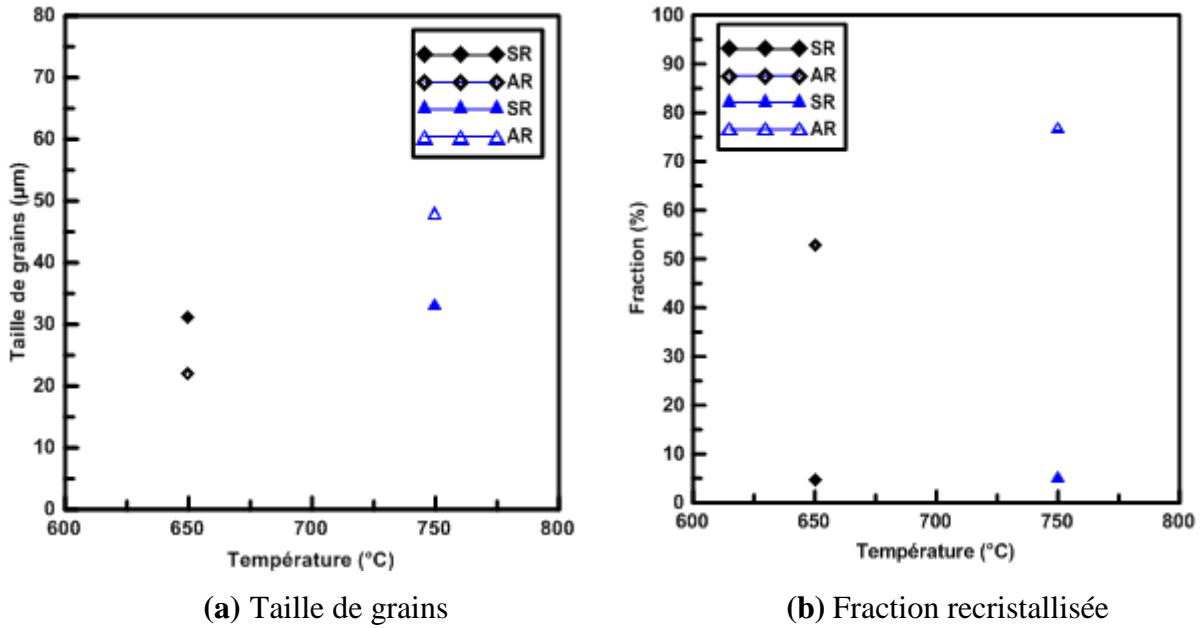 80
70
60
50
40
30
20
10
0
Taille de grains (µm)
SR
AR
SR
AR
600
650
700
750
800
Température (°C)
(a) Taille de grains
100
90
80
70
60
50
40
30
20
10
0
Fraction (%)
SR
AR
SR
AR
600
650
700
750
800
Température (°C)
(b) Fraction recristallisée